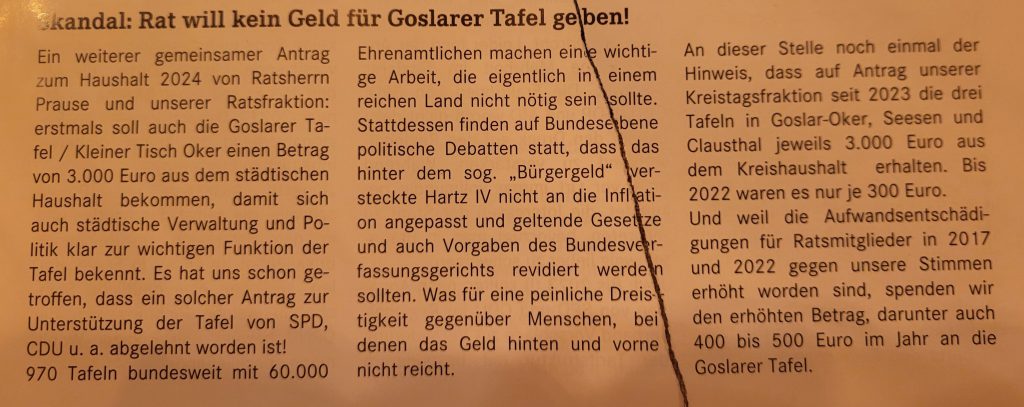 Skandal: Rat will kein Geld für Goslarer Tafel geben!
Ein weiterer gemeinsamer Antrag
zum Haushalt 2024 von Ratsherrn
Prause und unserer Ratsfraktion:
erstmals soll auch die Goslarer Ta-
fel / Kleiner Tisch Oker einen Betrag
von 3.000 Euro aus dem städtischen
Haushalt bekommen, damit sich
auch städtische Verwaltung und Po-
litik klar zur wichtigen Funktion der
Tafel bekennt. Es hat uns schon ge-
troffen, dass ein solcher Antrag zur
Unterstützung der Tafel von SPD,
CDU u. a. abgelehnt worden ist!
970 Tafeln bundesweit mit 60.000
Ehrenamtlichen machen eine wichti-
ge Arbeit, die eigentlich in einem
reichen Land nicht nötig sein sollte.
Stattdessen finden auf Bundesebene
politische Debatten statt, dass das
hinter dem sog. „Bürgergeld“ ver-
steckte Hartz IV nicht an die Inflati-
on angepasst und geltende Gesetze
und auch Vorgaben des Bundesver-
fassungsgerichts revidiert werden
sollten. Was für eine peinliche Dreis-
tigkeit gegenüber Menschen, bei
denen das Geld hinten und vorne
nicht reicht.
An dieser Stelle noch einmal der
Hinweis, dass auf Antrag unserer
Kreistagsfraktion seit 2023 die drei
Tafeln in Goslar-Oker, Seesen und
Clausthal jeweils 3.000 Euro aus
dem Kreishaushalt erhalten. Bis
2022 waren es nur je 300 Euro.
Und weil die Aufwandsentschädi-
gungen für Ratsmitglieder in 2017
und 2022 gegen unsere Stimmen
erhöht worden sind, spenden wir
den erhöhten Betrag, darunter auch
400 bis 500 Euro im Jahr an die
Goslarer Tafel.